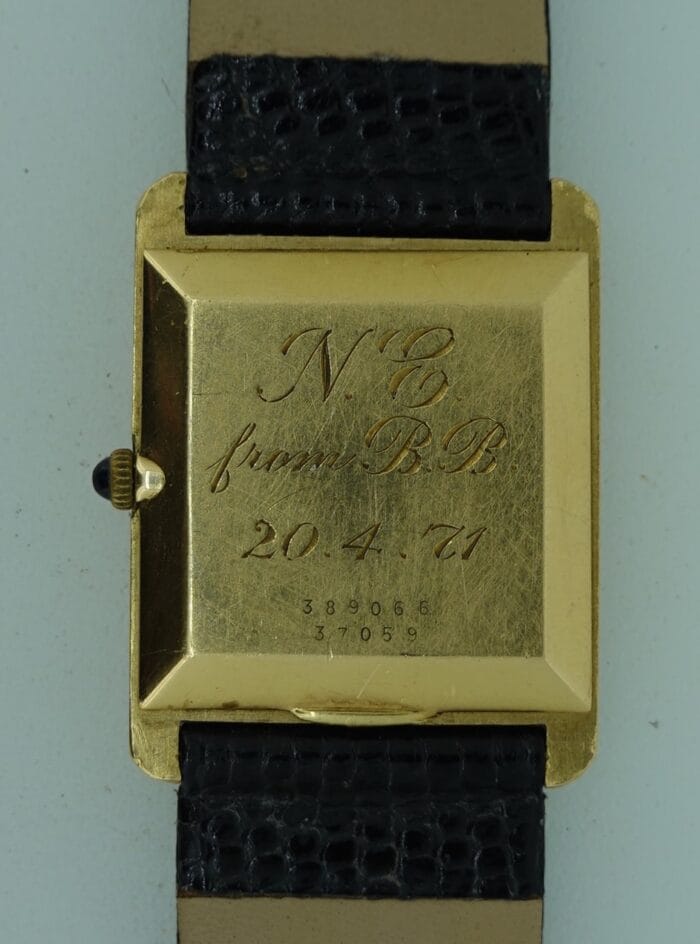 N. E.
from B. B.
20. 4. 71
389066
37059